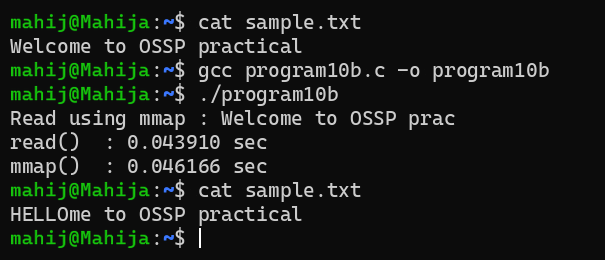 mahij@Mahija:~$ cat sample.txt
Welcome to OSSP practical
mahij@Mahija:~$ gcc program10b.c -o program10b
mahij@Mahija:~$ ./program10b
Read using mmap : Welcome to OSSP prac
read()  : 0.043910 sec
mmap()  : 0.046166 sec
mahij@Mahija:~$ cat sample.txt
HELLOme to OSSP practical
mahij@Mahija:~$